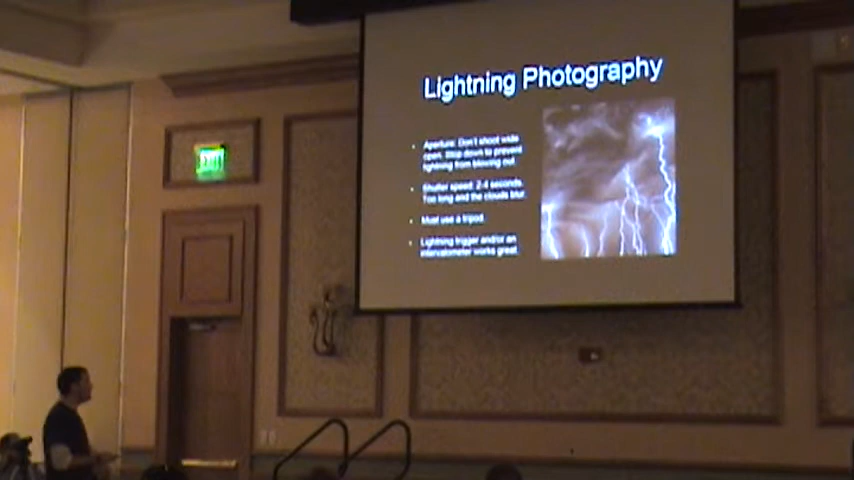 EXIT
Lightning Photography
Aperture: Don't shoot wide
open. Stop down to prevent
lightning from blowing out.
Shutter speed: 2-4 seconds.
Too long and the clouds blur.
Must use a tripod.
Lightning trigger and/or an
intervalometer works great.